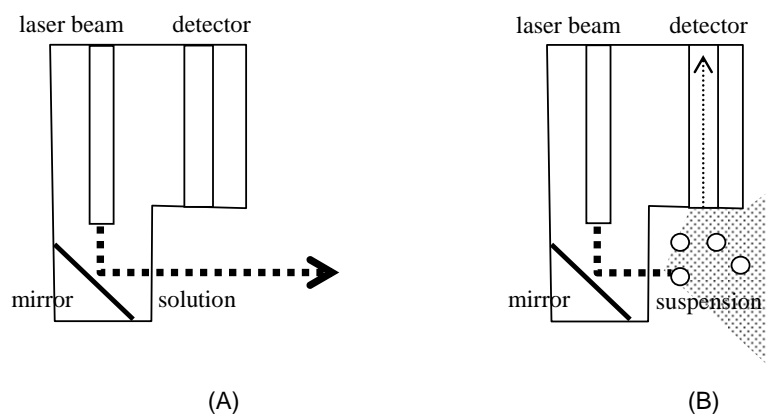 laser beam detector
mirror solution
(A)
laser beam detector
mirror suspension
(B)